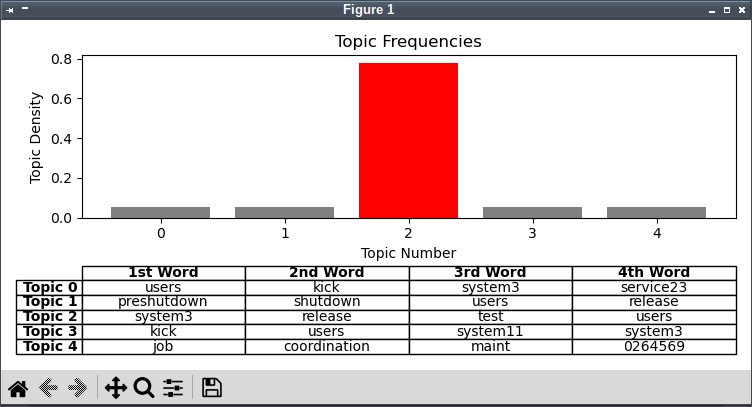 Figure 1
Topic Frequencies
0.8
0.6
0.4
0.2
0.0
Topic Density
0 1 2 3 4
Topic Number
1st Word 2nd Word 3rd Word 4th Word
Topic 0 users kick system3 service23
Topic 1 preshutdown shutdown users release
Topic 2 system3 release test users
Topic 3 kick users system11 system3
Topic 4 job coordination maint 0264569